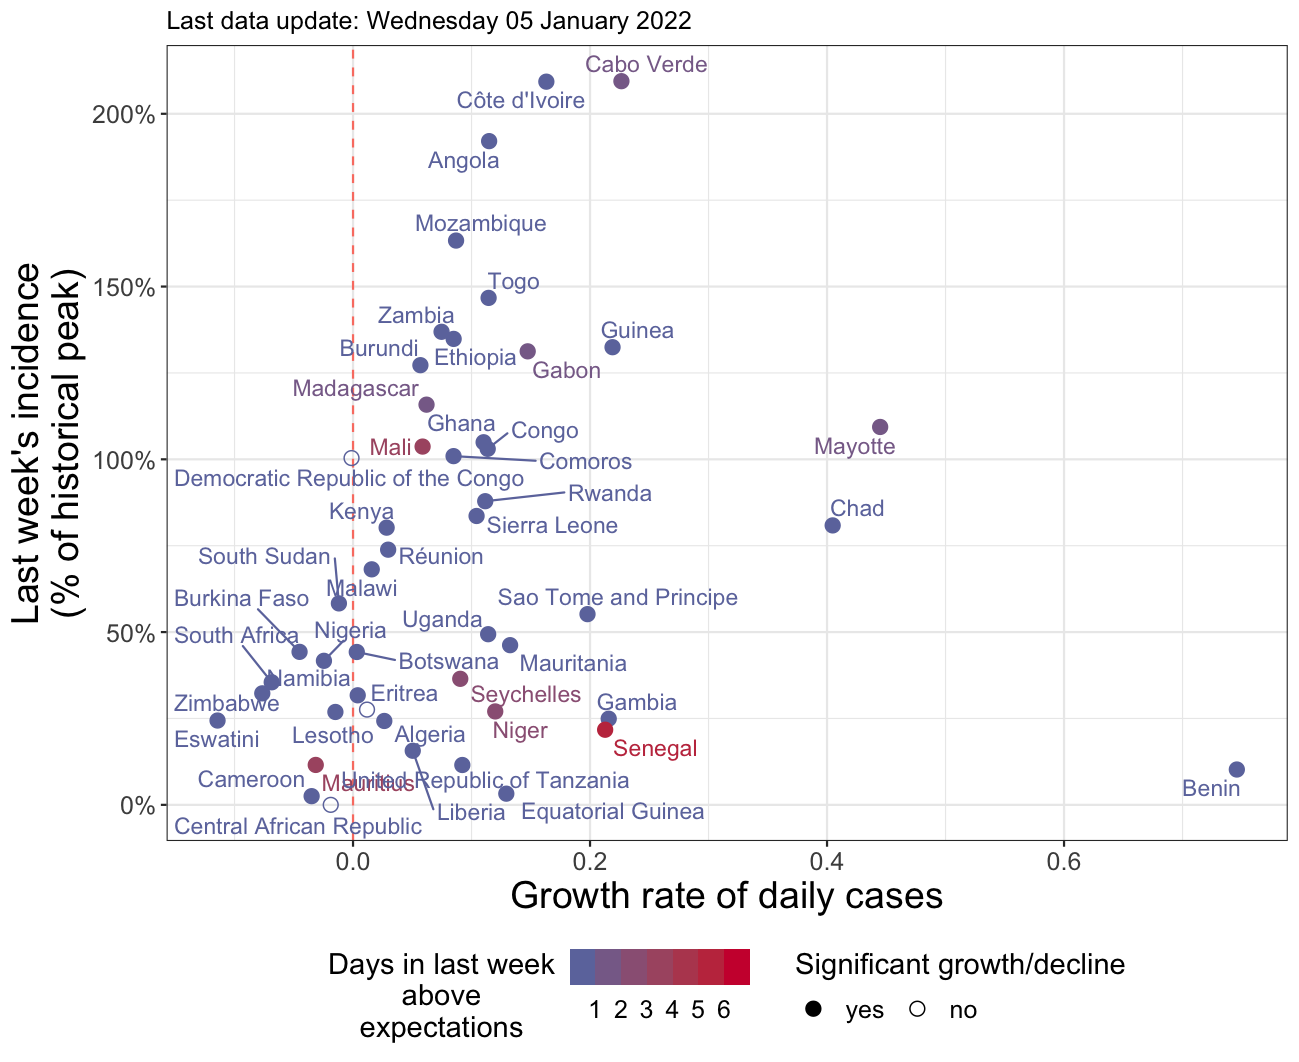 Last data update: Wednesday 05 January 2022
Last week's incidence
(% of historical peak)
200%
150%
100%
50%
0%
Cabo Verde
Côte d'Ivoire
Angola
Mozambique
Togo
Zambia
Guinea
Burundi
Ethiopia
Gabon
Madagascar
Ghana
Congo
Mali
Mayotte
Comoros
Democratic Republic of the Congo
Rwanda
Chad
Kenya
Sierra Leone
South Sudan
Réunion
Malawi
Burkina Faso
Sao Tome and Principe
Uganda
South Africa
Nigeria
Botswana
Mauritania
Namibia
Eritrea
Seychelles
Zimbabwe
Gambia
Niger
Eswatini
Lesotho
Algeria
Senegal
Cameroon
Mauritius
United Republic of Tanzania
Benin
Liberia
Equatorial Guinea
Central African Republic
0.0
0.2
0.4
0.6
Growth rate of daily cases
Days in last week
above
expectations
1 2 3 4 5 6
Significant growth/decline
yes
no